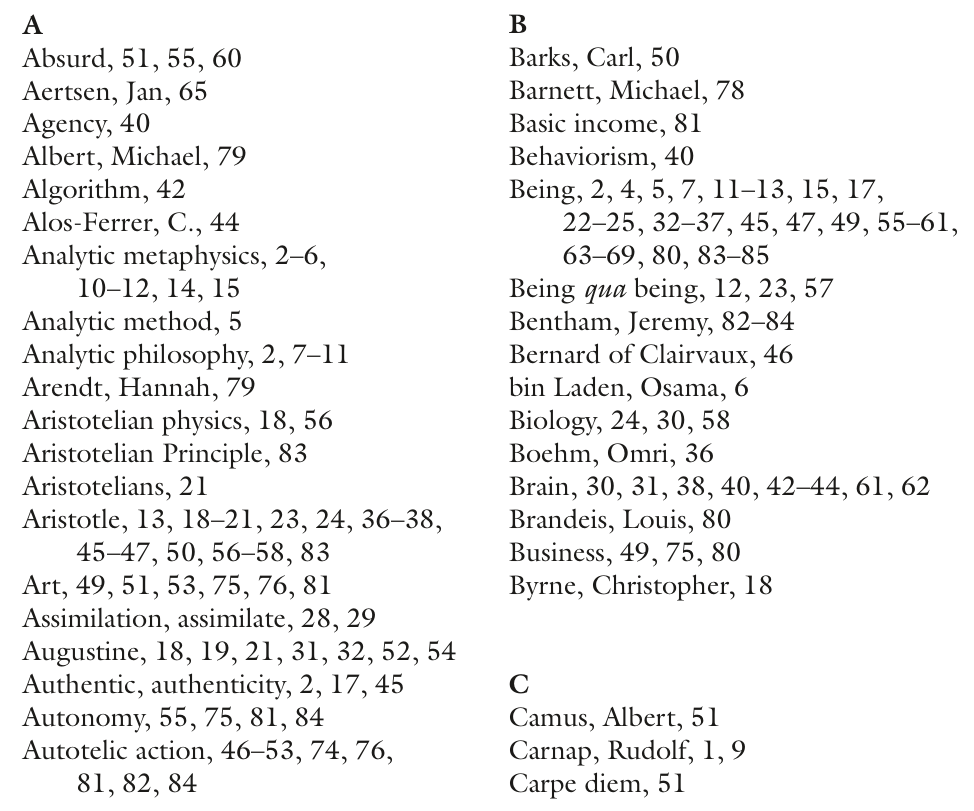 A
Absurd, 51, 55, 60
Aertsen, Jan, 65
Agency, 40
Albert, Michael, 79
Algorithm, 42
Alos-Ferrer, C., 44
Analytic metaphysics, 2–6,
10–12, 14, 15
Analytic method, 5
Analytic philosophy, 2, 7–11
Arendt, Hannah, 79
Aristotelian physics, 18, 56
Aristotelian Principle, 83
Aristotelians, 21
Aristotle, 13, 18–21, 23, 24, 36–38,
45–47, 50, 56–58, 83
Art, 49, 51, 53, 75, 76, 81
Assimilation, assimilate, 28, 29
Augustine, 18, 19, 21, 31, 32, 52, 54
Authentic, authenticity, 2, 17, 45
Autonomy, 55, 75, 81, 84
Autotelic action, 46–53, 74, 76,
81, 82, 84
B
Barks, Carl, 50
Barnett, Michael, 78
Basic income, 81
Behaviorism, 40
Being, 2, 4, 5, 7, 11–13, 15, 17,
22–25, 32–37, 45, 47, 49, 55–61,
63–69, 80, 83–85
Being qua being, 12, 23, 57
Bentham, Jeremy, 82–84
Bernard of Clairvaux, 46
bin Laden, Osama, 6
Biology, 24, 30, 58
Boehm, Omri, 36
Brain, 30, 31, 38, 40, 42–44, 61, 62
Brandeis, Louis, 80
Business, 49, 75, 80
Byrne, Christopher, 18
C
Camus, Albert, 51
Carnap, Rudolf, 1, 9
Carpe diem, 51